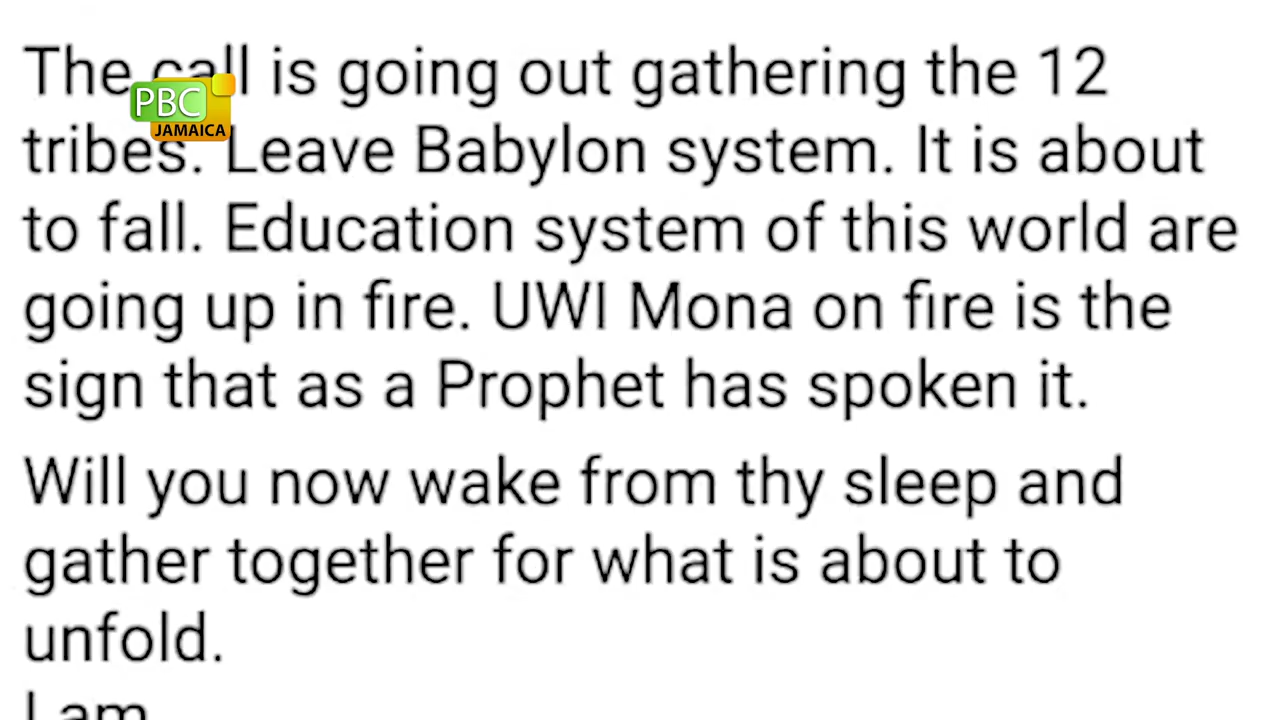 The call is going out gathering the 12
PBC
JAMAICA
tribes. Leave Babylon system. It is about
to fall. Education system of this world are
going up in fire. UWI Mona on fire is the
sign that as a Prophet has spoken it.
Will you now wake from thy sleep and
gather together for what is about to
unfold.
I am